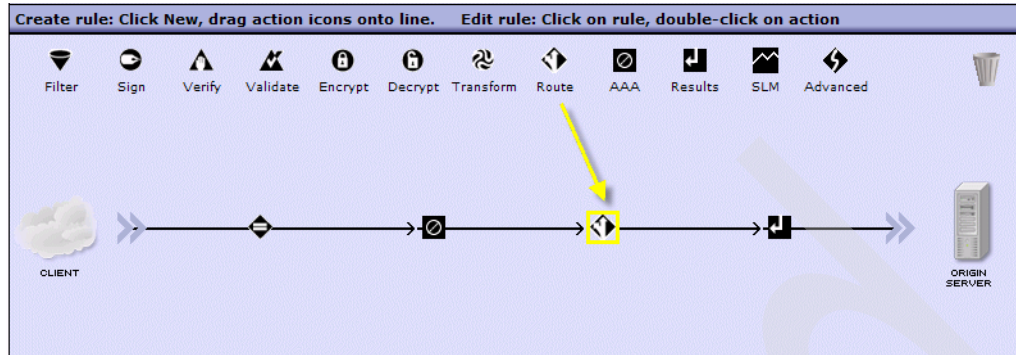 Create rule: Click New, drag action icons onto line. Edit rule: Click on rule, double-click on action
Filter Sign Verify Validate Encrypt Decrypt Transform Route AAA Results SLM Advanced
CLIENT
ORIGIN
SERVER